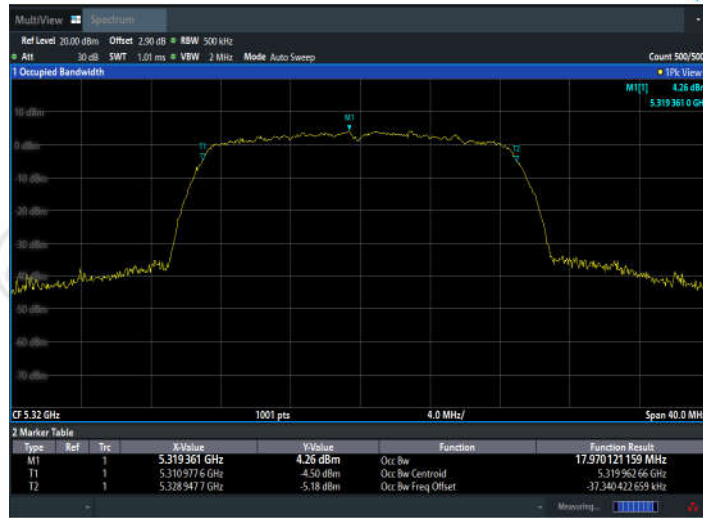 MultiView Spectrum
Ref Level 20.00 dBm Offset 2.90 dB RBW 500 kHz
Att 30 dB SWT 1.01 ms VBW 2 MHz Mode Auto Sweep Count 500/500
1 Occupied Bandwidth 1Pk View
M1[1] 4.26 dBm
5.319 361 0 GH
M1
10 dBm
T1 T2
0 dBm
-10 dBm
-20 dBm
-30 dBm
-40 dBm
-50 dBm
-60 dBm
-70 dBm
CF 5.32 GHz 1001 pts 4.0 MHz/ Span 40.0 MH
2 Marker Table
Type Ref Trc X-Value Y-Value Function Function Result
M1 1 5.319 361 GHz 4.26 dBm Occ Bw 17.970 121 159 MHz
T1 1 5.310 977 6 GHz -4.50 dBm Occ Bw Centroid 5.319 962 66 GHz
T2 1 5.328 947 7 GHz -5.18 dBm Occ Bw Freq Offset -37.340 422 659 kHz
Measuring...